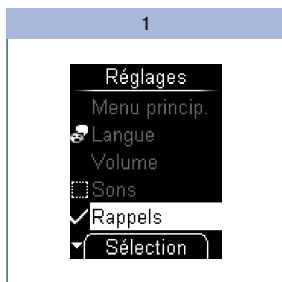 1
Réglages
Menu princip.
Langue
Volume
Sons
Rappels
Sélection